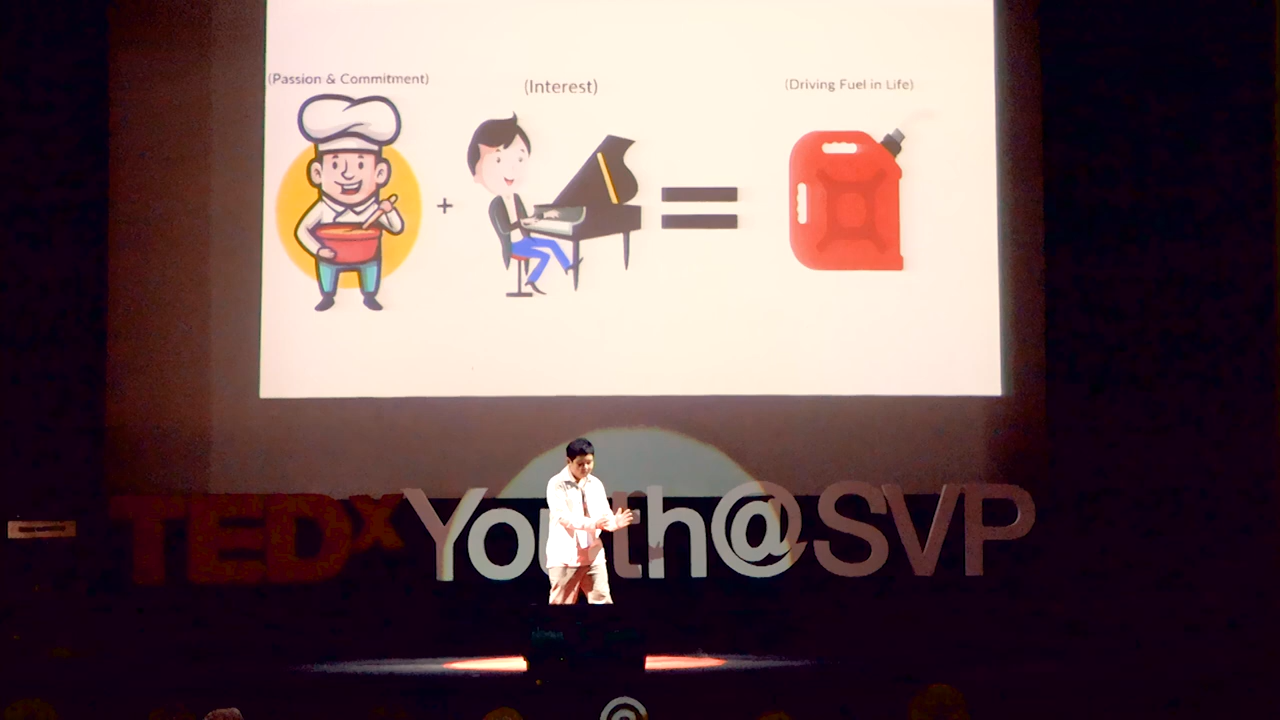 (Passion & Commitment)
(Interest)
(Driving Fuel in Life)
+
=
TEDxYouth@SVP